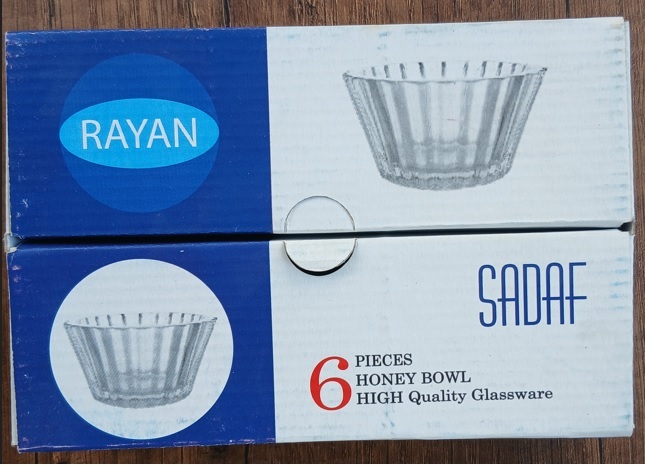 RAYAN
SADAF
6 PIECES
HONEY BOWL
HIGH Quality Glassware